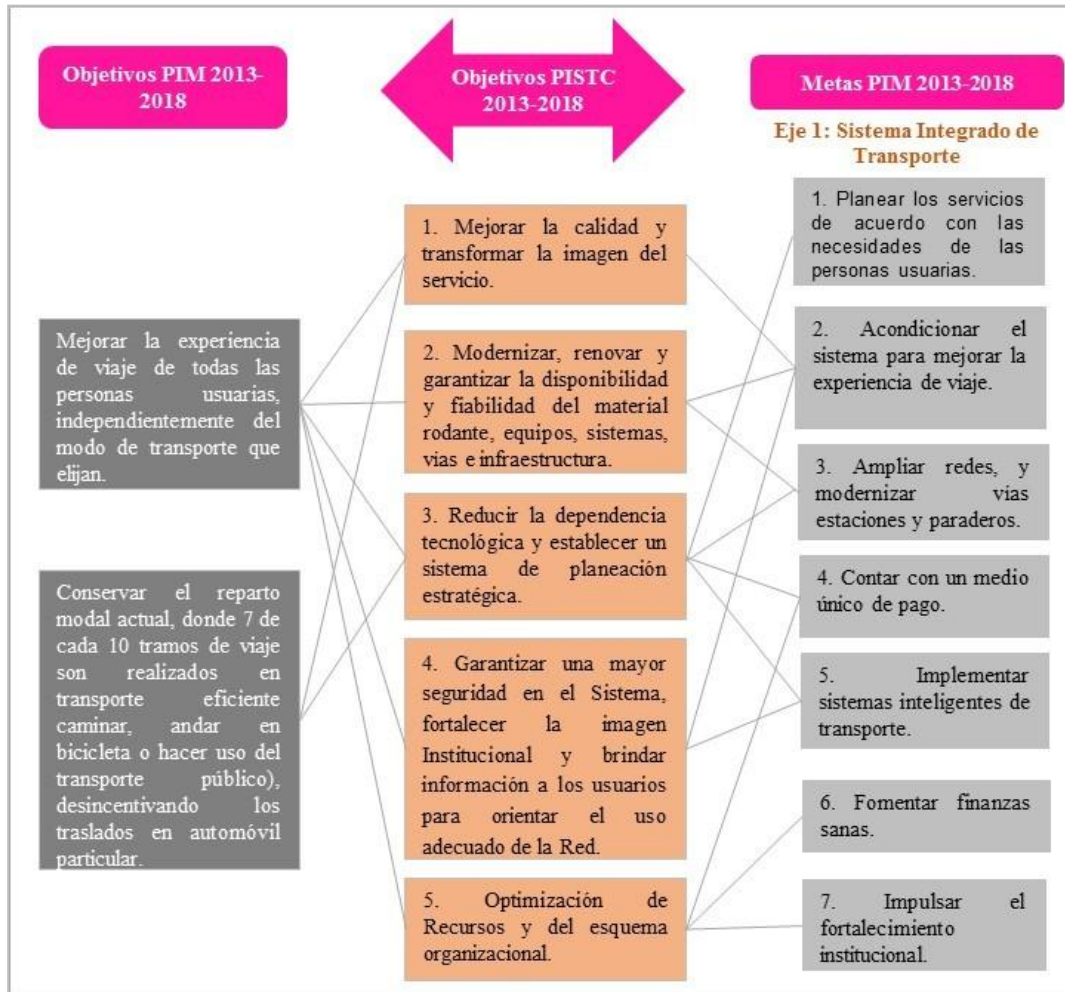 Objetivos PIM 2013-
2018
Objetivos PISTC
2013-2018
Metas PIM 2013-2018
Eje 1: Sistema Integrado de
Transporte
Mejorar la experiencia
de viaje de todas las
personas usuarias,
independientemente del
modo de transporte que
elijan.
Conservar el reparto
modal actual, donde 7 de
cada 10 tramos de viaje
son realizados en
transporte eficiente
caminar, andar en
bicicleta o hacer uso del
transporte público),
desincentivando los
traslados en automóvil
particular.
1. Mejorar la calidad y
transformar la imagen del
servicio.
2. Modernizar, renovar y
garantizar la disponibilidad
y fiabilidad del material
rodante, equipos, sistemas,
vías e infraestructura.
3. Reducir la dependencia
tecnológica y establecer un
sistema de planeación
estratégica.
4. Garantizar una mayor
seguridad en el Sistema,
fortalecer la imagen
Institucional y brindar
información a los usuarios
para orientar el uso
adecuado de la Red.
5. Optimización de
Recursos y del esquema
organizacional.
1. Planear los servicios
de acuerdo con las
necesidades de las
personas usuarias.
2. Acondicionar el
sistema para mejorar la
experiencia de viaje.
3. Ampliar redes, y
modernizar vías
estaciones y paraderos.
4. Contar con un medio
único de pago.
5. Implementar
sistemas inteligentes de
transporte.
6. Fomentar finanzas
sanas.
7. Impulsar el
fortalecimiento
institucional.